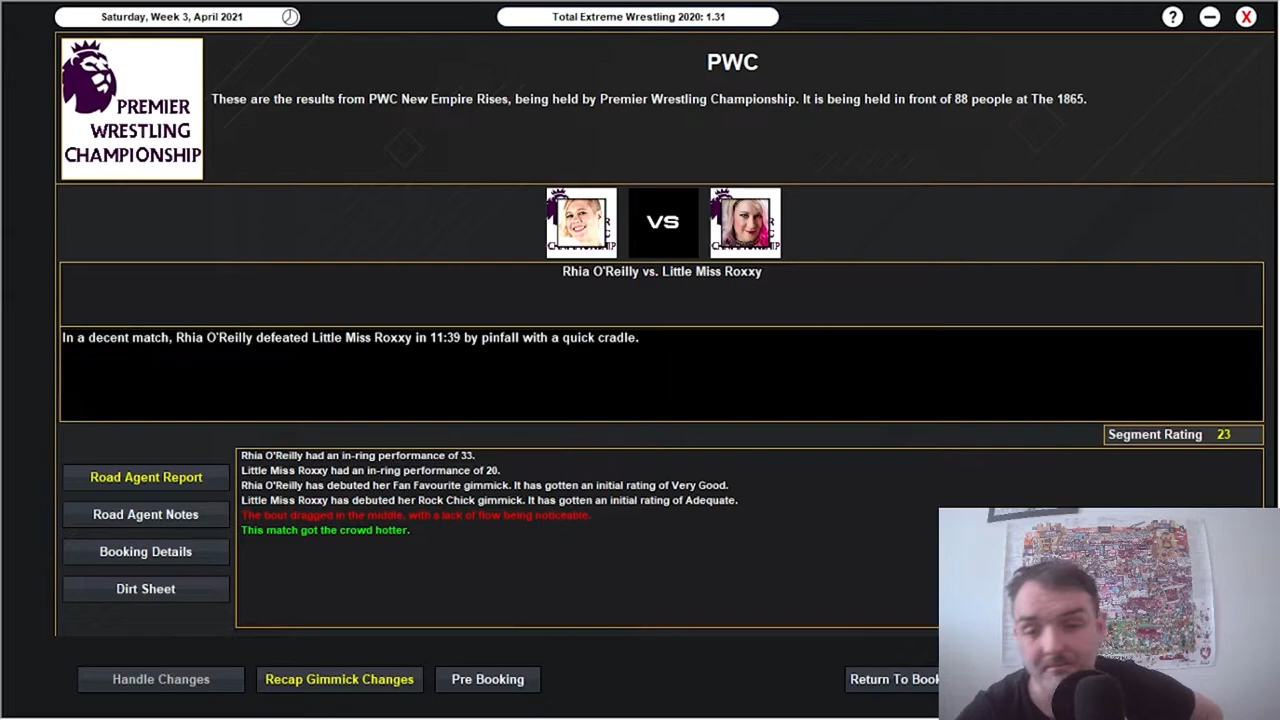 Saturday, Week 3, April 2021
Total Extreme Wrestling 2020: 1.31
?
X
PREMIER
WRESTLING
CHAMPIONSHIP
PWC
These are the results from PWC New Empire Rises, being held by Premier Wrestling Championship. It is being held in front of 88 people at The 1865.
VS
Rhia O'Reilly vs. Little Miss Roxxy
In a decent match, Rhia O'Reilly defeated Little Miss Roxxy in 11:39 by pinfall with a quick cradle.
Segment Rating 23
Road Agent Report
Road Agent Notes
Booking Details
Dirt Sheet
Rhia O'Reilly had an in-ring performance of 33.
Little Miss Roxxy had an in-ring performance of 20.
Rhia O'Reilly has debuted her Fan Favourite gimmick. It has gotten an initial rating of Very Good.
Little Miss Roxxy has debuted her Rock Chick gimmick. It has gotten an initial rating of Adequate.
The bout dragged in the middle, with a lack of flow being noticeable.
This match got the crowd hotter.
Handle Changes
Recap Gimmick Changes
Pre Booking
Return To Book